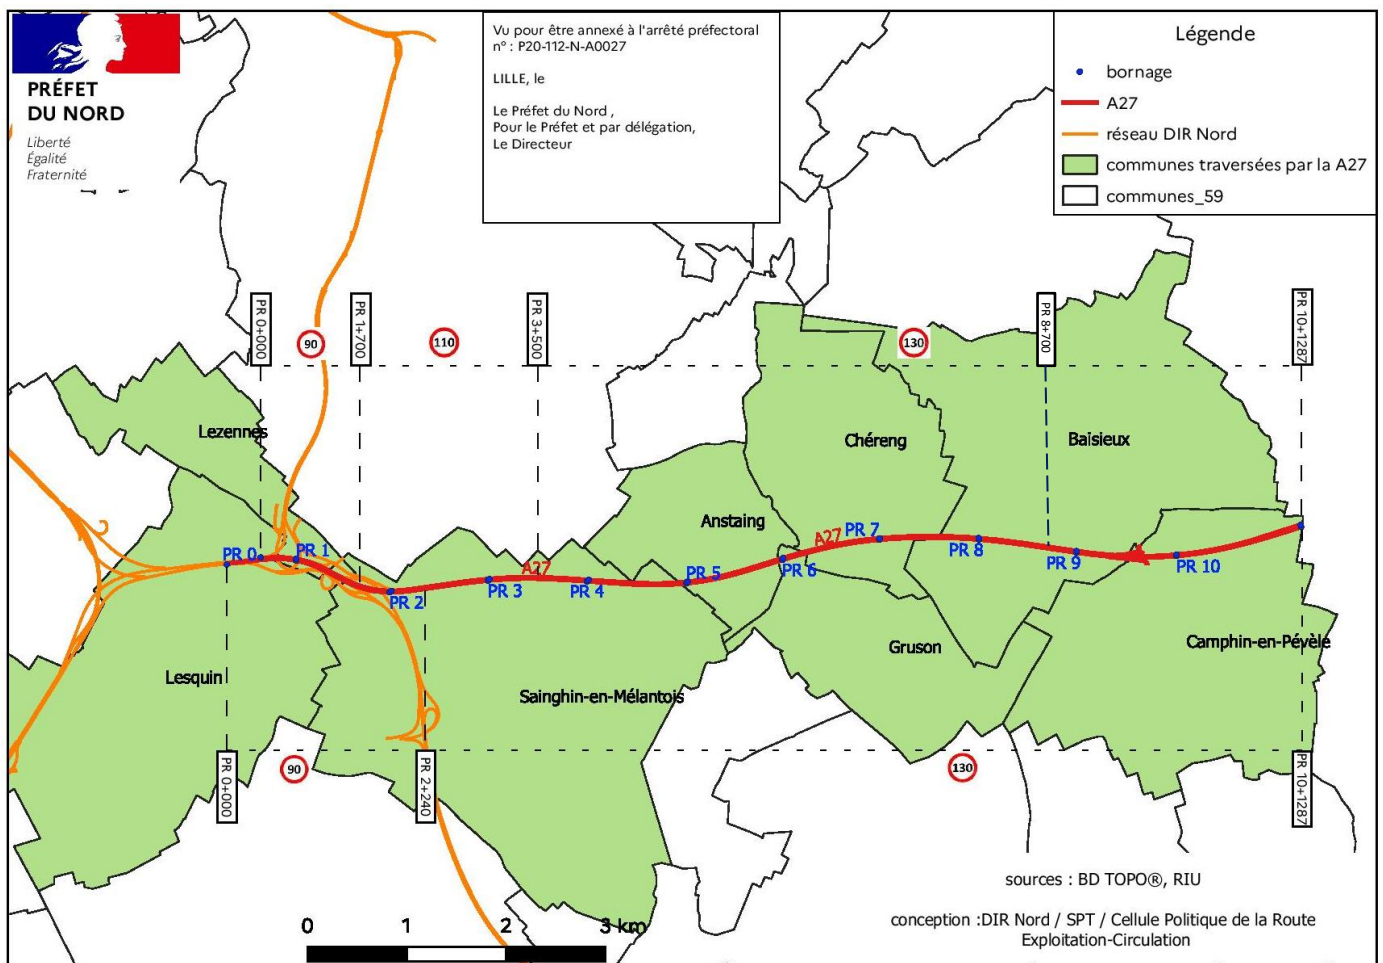 PRÉFET
DU NORD
Liberté
Égalité
Fraternité
Vu pour être annexé à l'arrêté préfectoral
n° : P20-112-N-A0027
LILLE, le
Le Préfet du Nord ,
Pour le Préfet et par délégation,
Le Directeur
Légende
bornage
A27
réseau DIR Nord
communes traversées par la A27
communes_59
PR 0+000
90
PR 1+700
110
PR 3+500
130
PR 8+700
PR 10+1287
Lezennes
Chéreng
Baisieux
Anstaing
PR 0
PR 1
PR 2
PR 3
A27
PR 4
PR 5
PR 6
A27
PR 7
PR 8
PR 9
PR 10
Lesquin
Sainghin-en-Mélantois
Gruson
Camphin-en-Pévèle
PR 0+000
90
PR 2+240
130
PR 10+1287
sources : BD TOPO®, RIU
conception :DIR Nord / SPT / Cellule Politique de la Route
Exploitation-Circulation
0 1 2 3 km